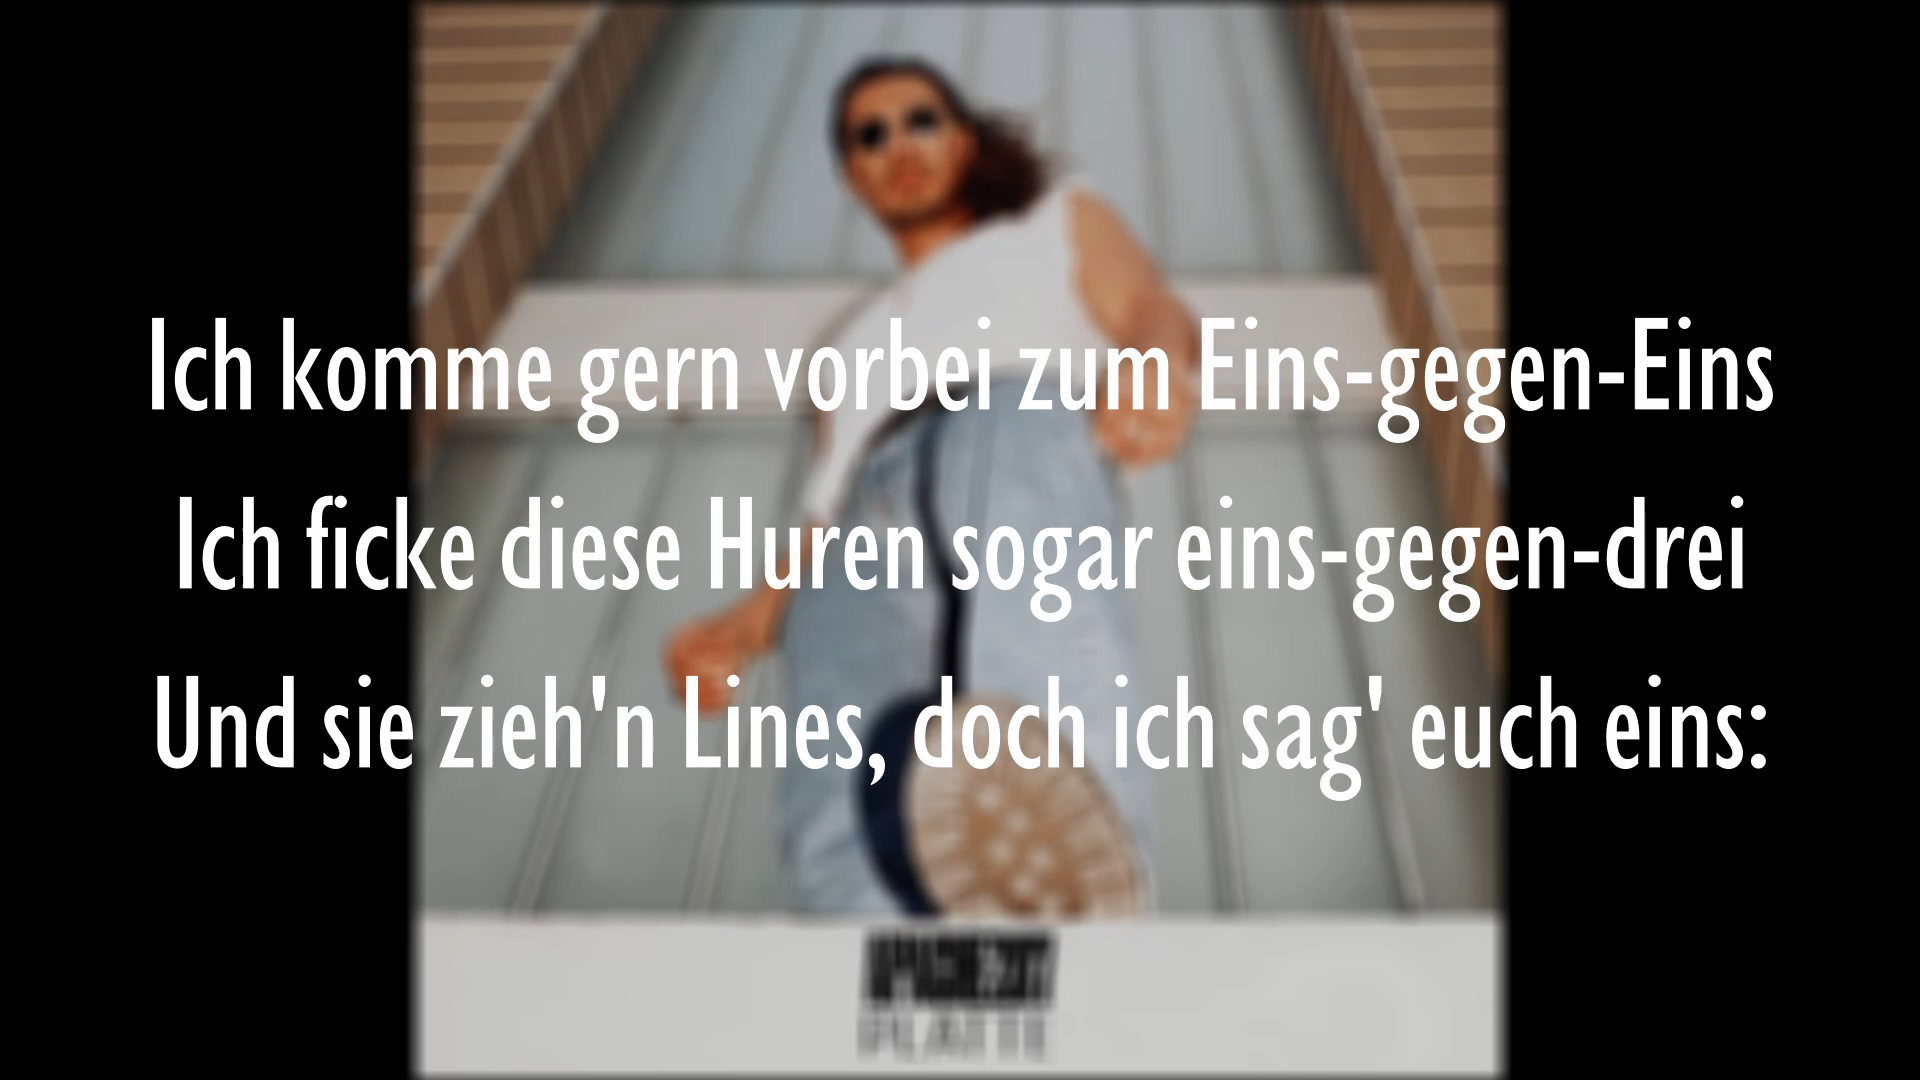 Ich komme gern vorbei zum Eins-gegen-Eins
Ich ficke diese Huren sogar eins-gegen-drei
Und sie zieh'n Lines, doch ich sag' euch eins:
PLATTE